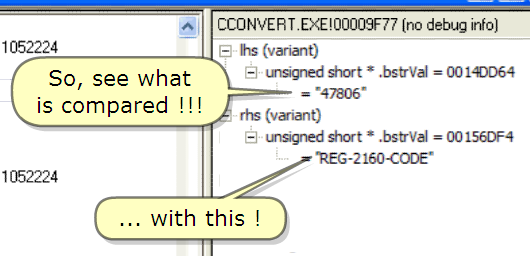 CCONVERT.EXE!00009F77 (no debug info)
1052224
lhs (variant)
unsigned short * .bstrVal = 0014DD64
= "47806"
So, see what
is compared !!!
rhs (variant)
unsigned short * .bstrVal = 00156DF4
= "REG-2160-CODE"
1052224
... with this !